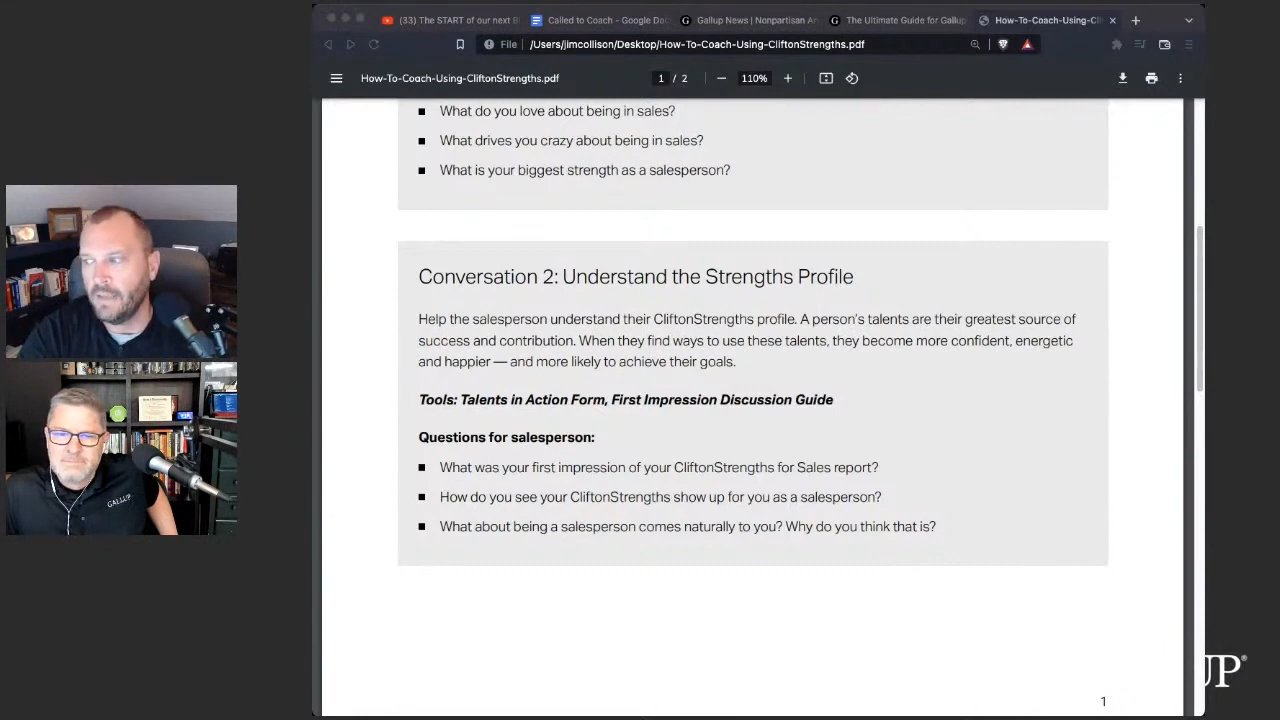 (33) The START of our next B
Called to Coach - Google Do
Gallup News | Nonpartisan An
The Ultimate Guide for Gallup
How-To-Coach-Using-Cli
File
/Users/jimcollison/Desktop/How-To-Coach-Using-CliftonStrengths.pdf
How-To-Coach-Using-CliftonStrengths.pdf
1 / 2
110%
What do you love about being in sales?
What drives you crazy about being in sales?
What is your biggest strength as a salesperson?
Conversation 2: Understand the Strengths Profile
Help the salesperson understand their CliftonStrengths profile. A person's talents are their greatest source of
success and contribution. When they find ways to use these talents, they become more confident, energetic
and happier — and more likely to achieve their goals.
Tools: Talents in Action Form, First Impression Discussion Guide
Questions for salesperson:
What was your first impression of your CliftonStrengths for Sales report?
How do you see your CliftonStrengths show up for you as a salesperson?
What about being a salesperson comes naturally to you? Why do you think that is?
1
GALLUP
UP®